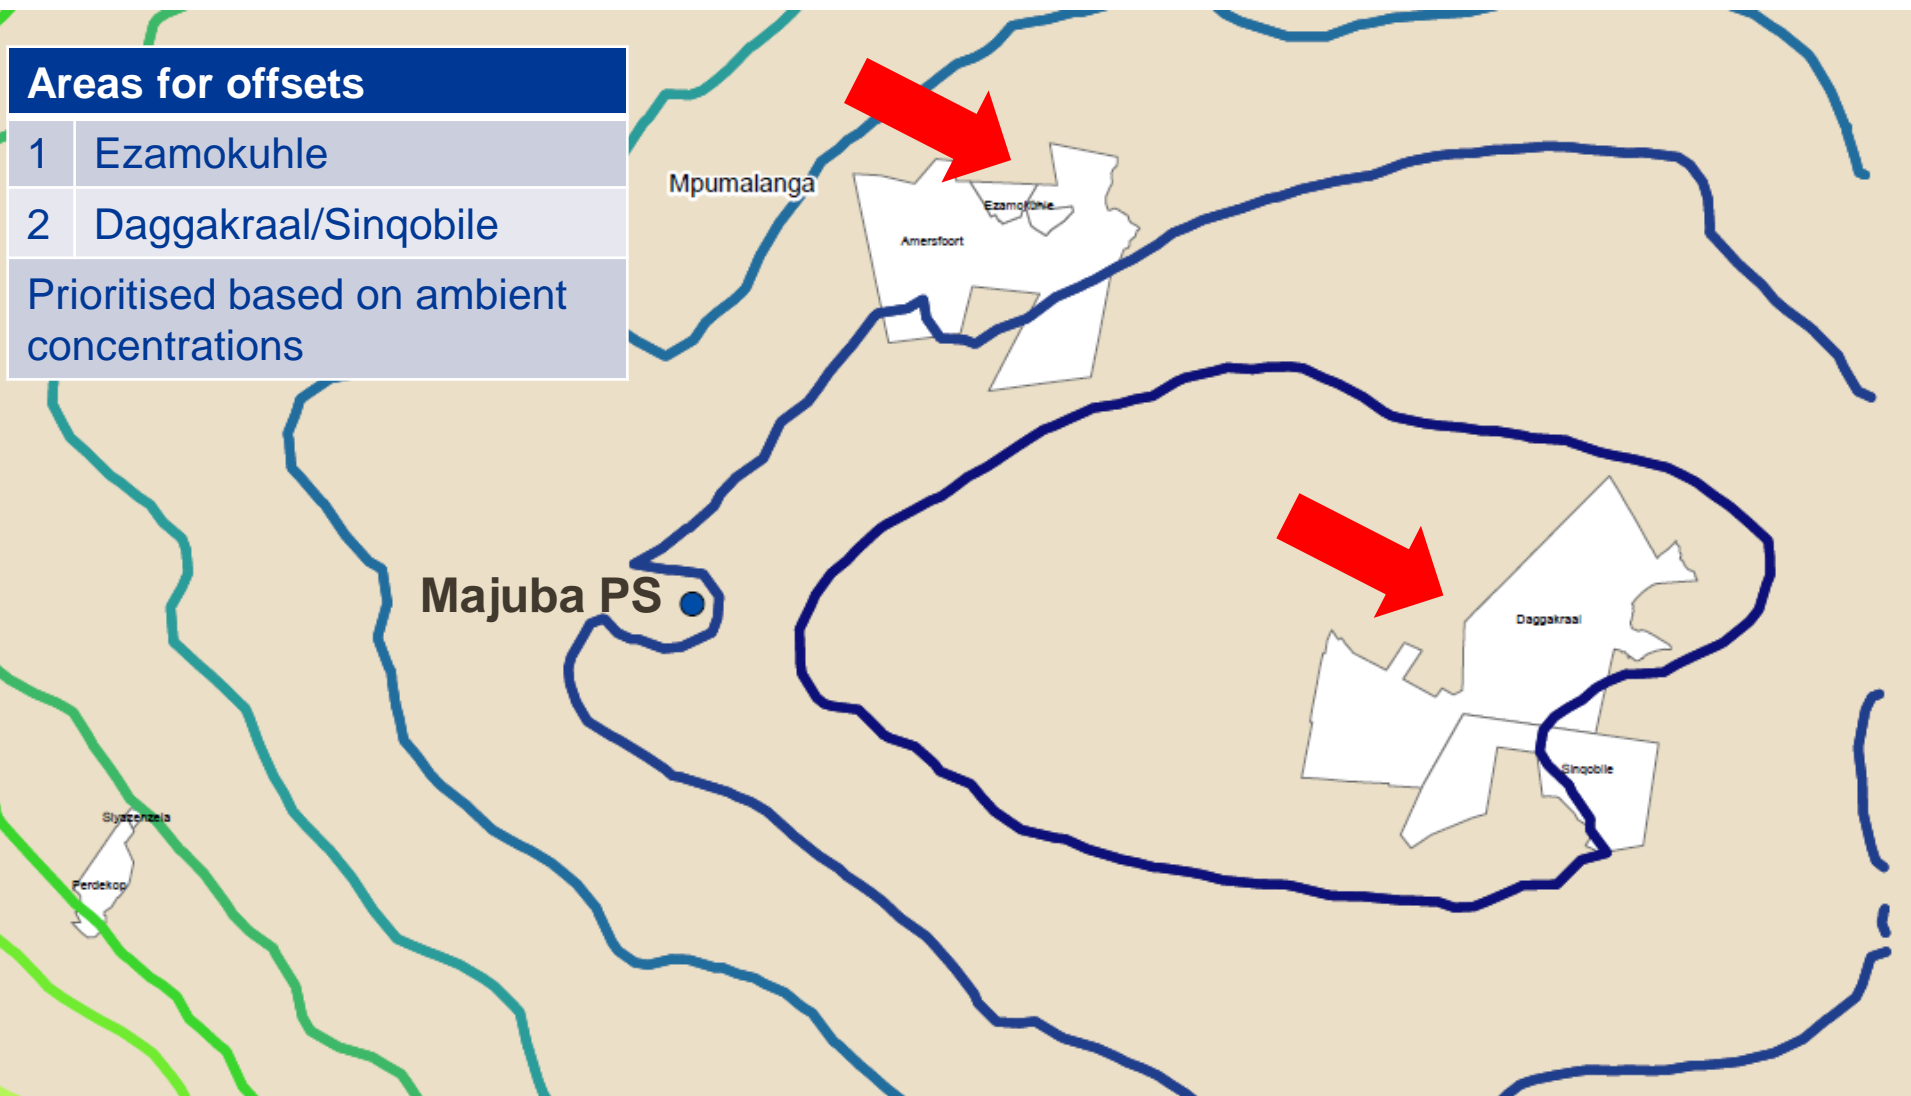 Areas for offsets
1 Ezamokuhle
2 Daggakraal/Sinqobile
Prioritised based on ambient
concentrations
Mpumalanga
Ezamokuhle
Amersfoort
Majuba PS
Daggakraal
Sinqobile
Siyazenzela
Perdekop